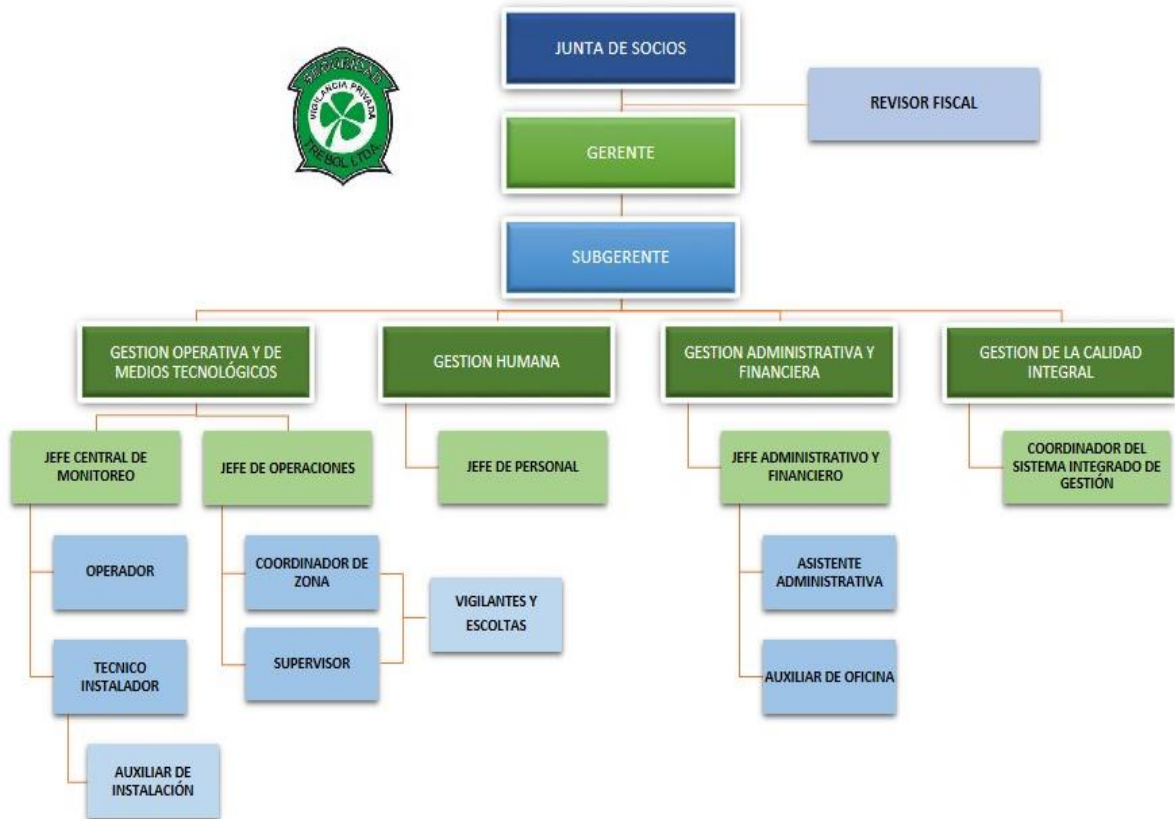 JUNTA DE SOCIOS
SEGURIDAD
VIGILANCIA PRIVADA
TREBOL LTDA.
REVISOR FISCAL
GERENTE
SUBGERENTE
GESTION OPERATIVA Y DE
MEDIOS TECNOLÓGICOS
GESTION HUMANA
GESTION ADMINISTRATIVA Y
FINANCIERA
GESTION DE LA CALIDAD
INTEGRAL
JEFE CENTRAL DE
MONITOREO
JEFE DE OPERACIONES
JEFE DE PERSONAL
JEFE ADMINISTRATIVO Y
FINANCIERO
COORDINADOR DEL
SISTEMA INTEGRADO DE
GESTIÓN
OPERADOR
COORDINADOR DE
ZONA
VIGILANTES Y
ESCOLTAS
ASISTENTE
ADMINISTRATIVA
TECNICO
INSTALADOR
SUPERVISOR
AUXILIAR DE OFICINA
AUXILIAR DE
INSTALACIÓN